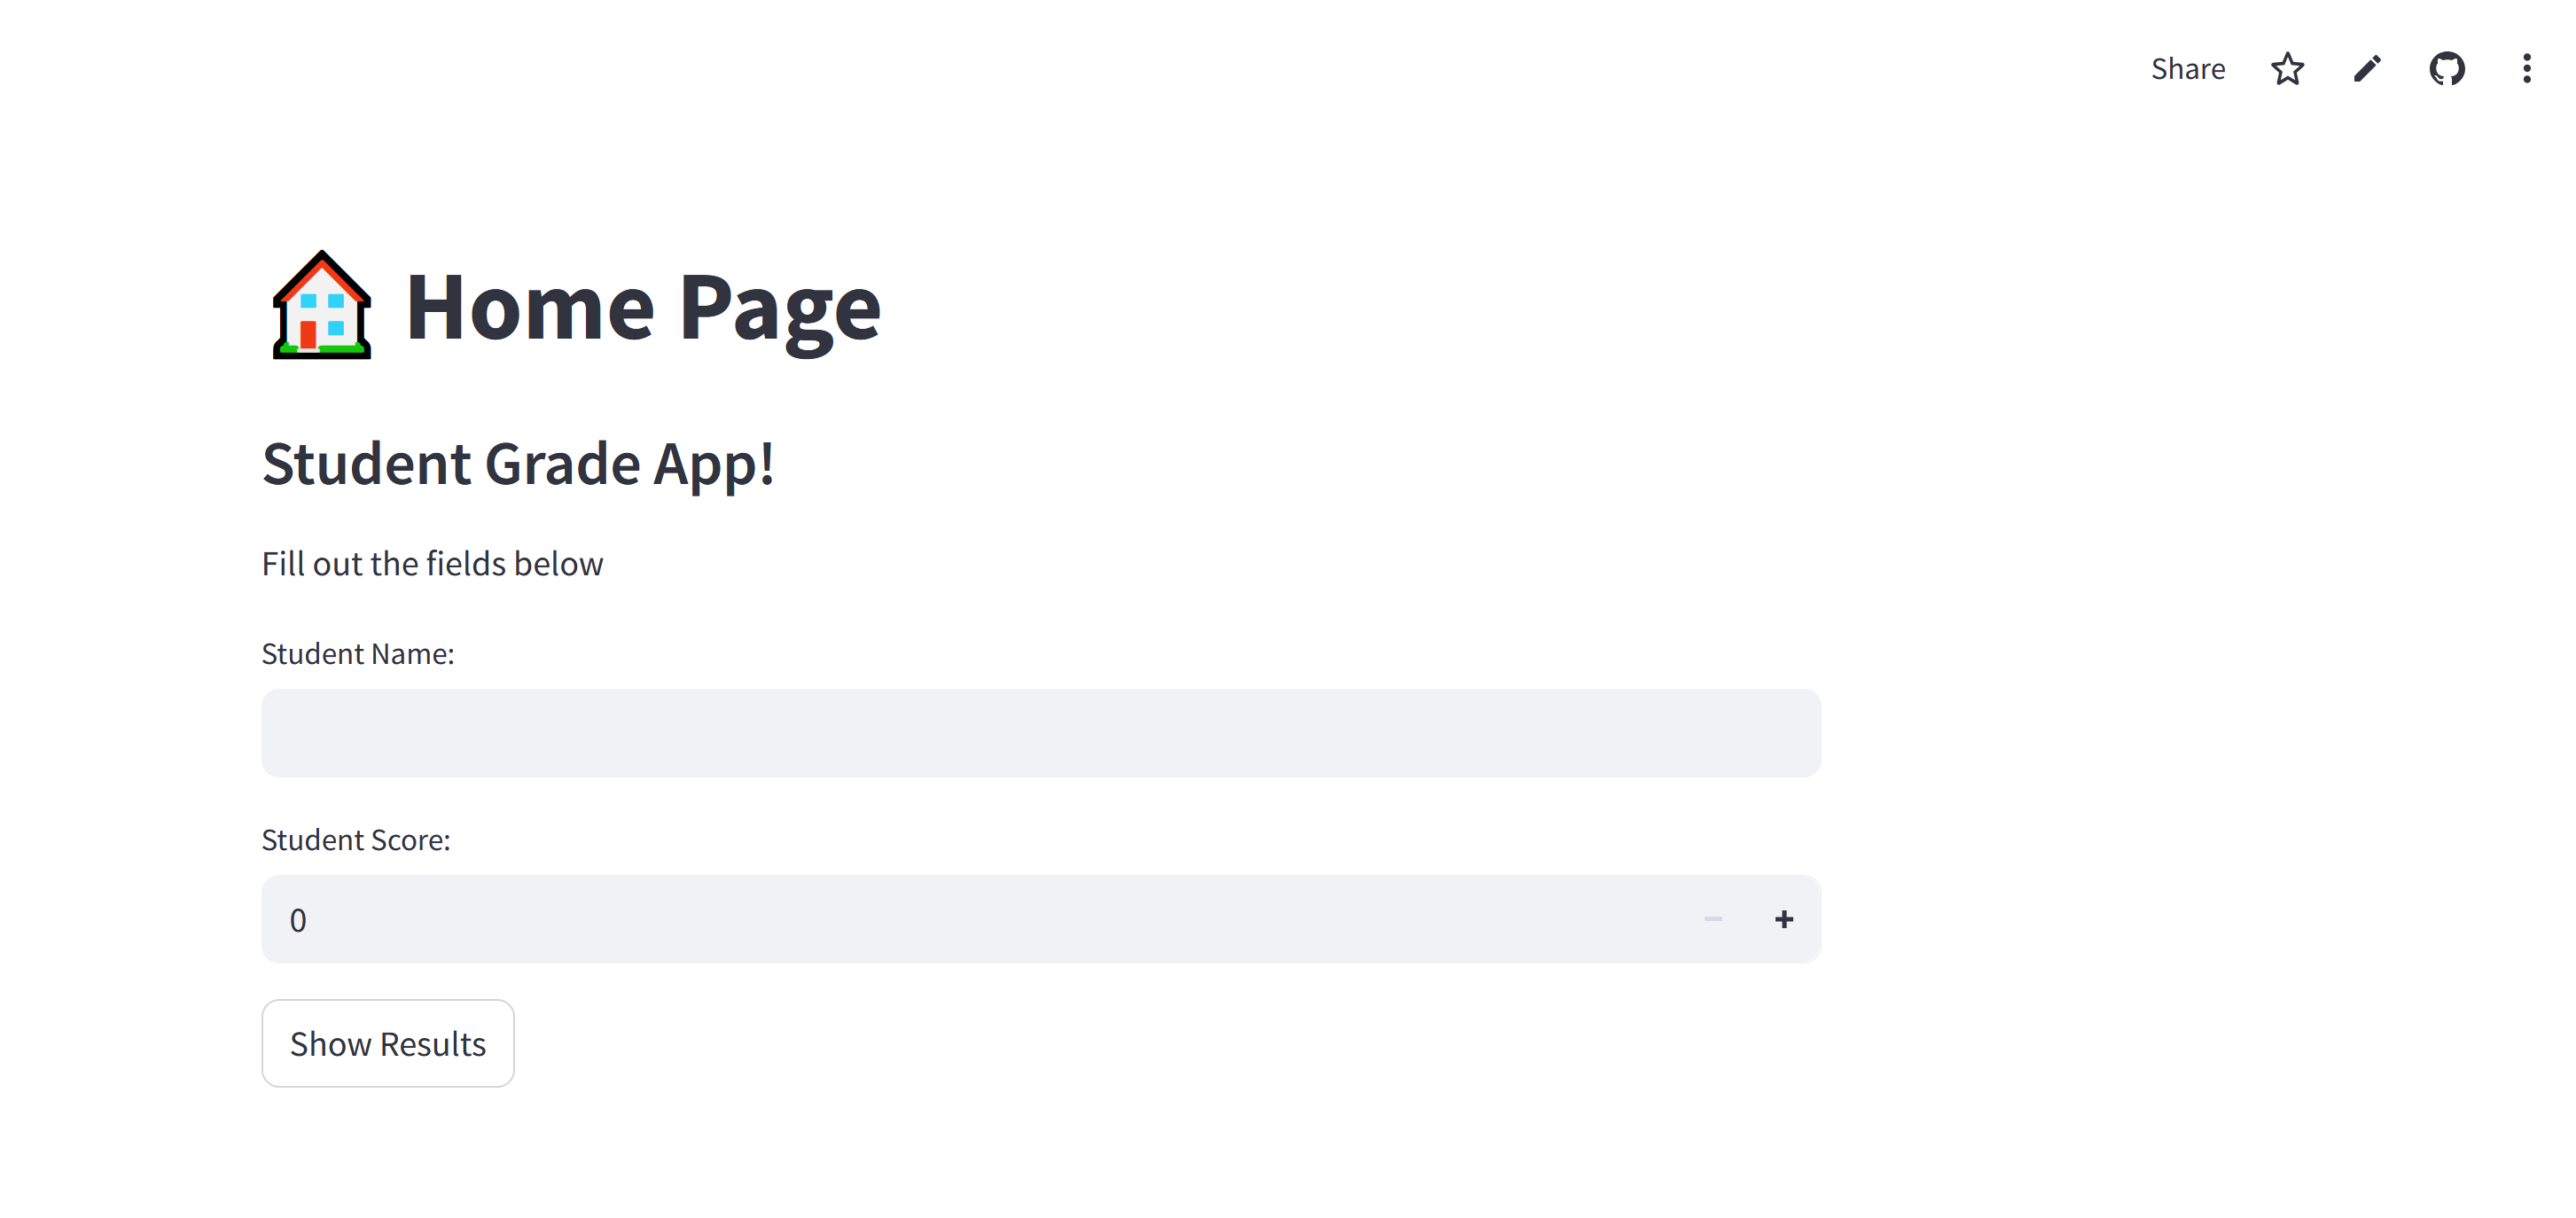 Share
Home Page
Student Grade App!
Fill out the fields below
Student Name:
Student Score:
0
Show Results